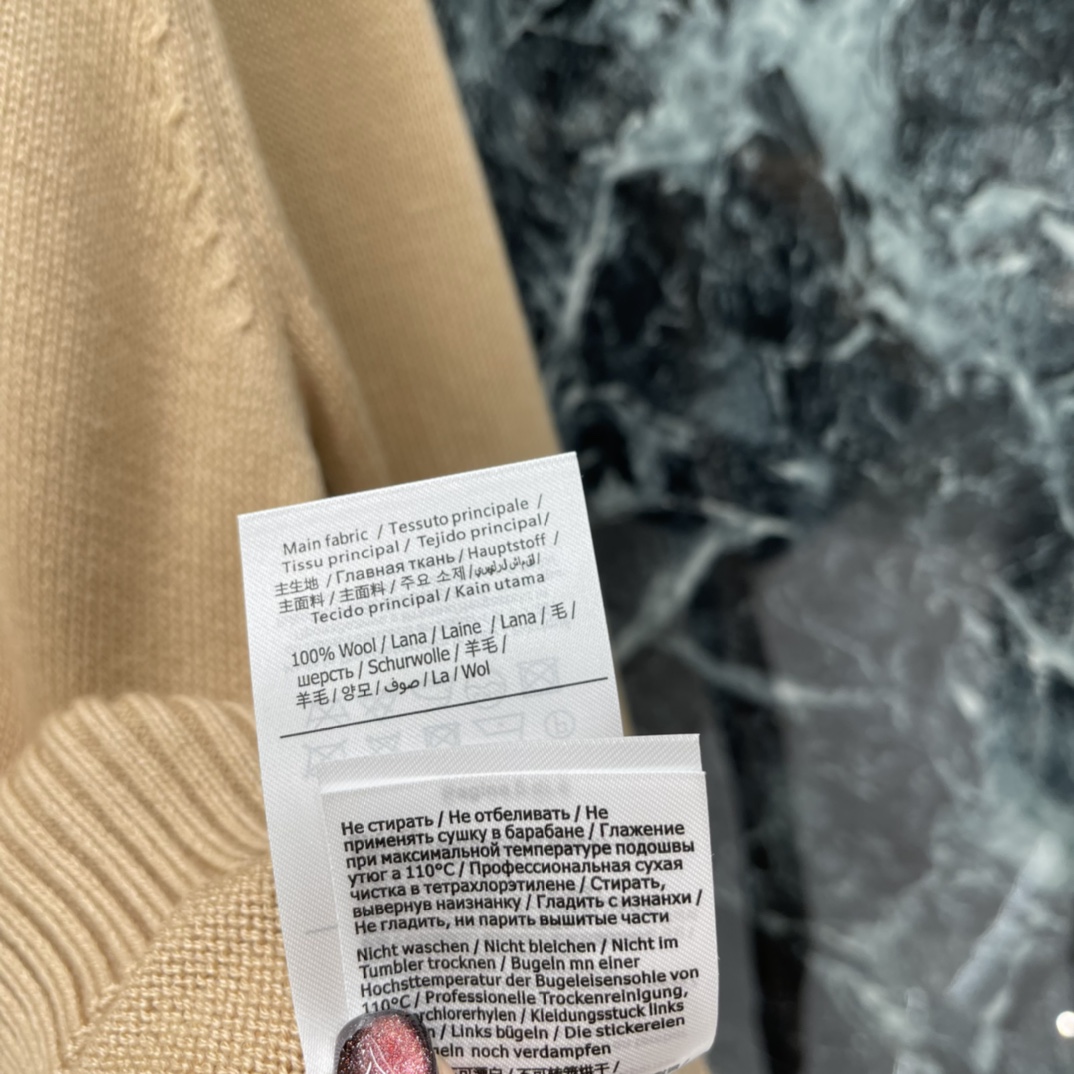 Main fabric / Tessuto principale /
Tissu principal / Tejido principal/
主生地 / Главная ткань / Hauptstoff /
主面料 / 主面料 / 주요 소제/
Tecido principal / Kain utama
100% Wool / Lana / Laine / Lana / 毛 /
шерсть / Schurwolle / 羊毛 /
羊毛 / 양모 / صوف / La / Wol
Не стирать / Не отбеливать / Не
применять сушку в барабане / Глажение
при максимальной температуре подошвы
утюг а 110°C / Профессиональная сухая
чистка в тетрахлорэтилене / Стирать,
вывернув наизнанку / Гладить с изнанхи /
Не гладить, ни парить вышитые части
Nicht waschen / Nicht bleichen / Nicht im
Tumbler trocknen / Bugeln mn einer
Hochsttemperatur der Bugeleisensohle von
110°C / Professionelle Trockenreinigung,
/ Kleidungsstuck links
/ Links bügeln / Die stickereien
noch verdampfen